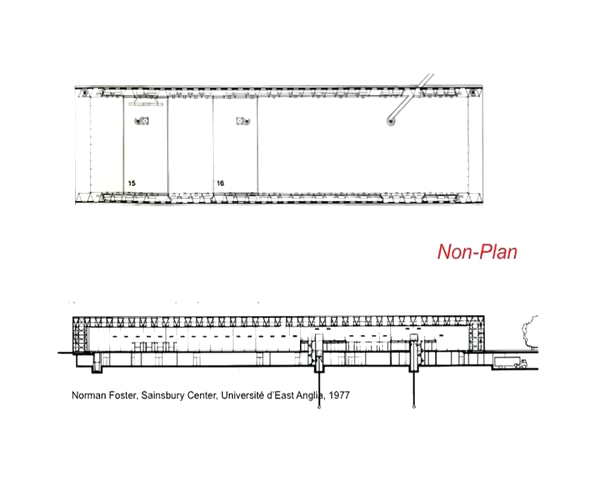 15
16
Non-Plan
Norman Foster, Sainsbury Center, Université d'East Anglia, 1977